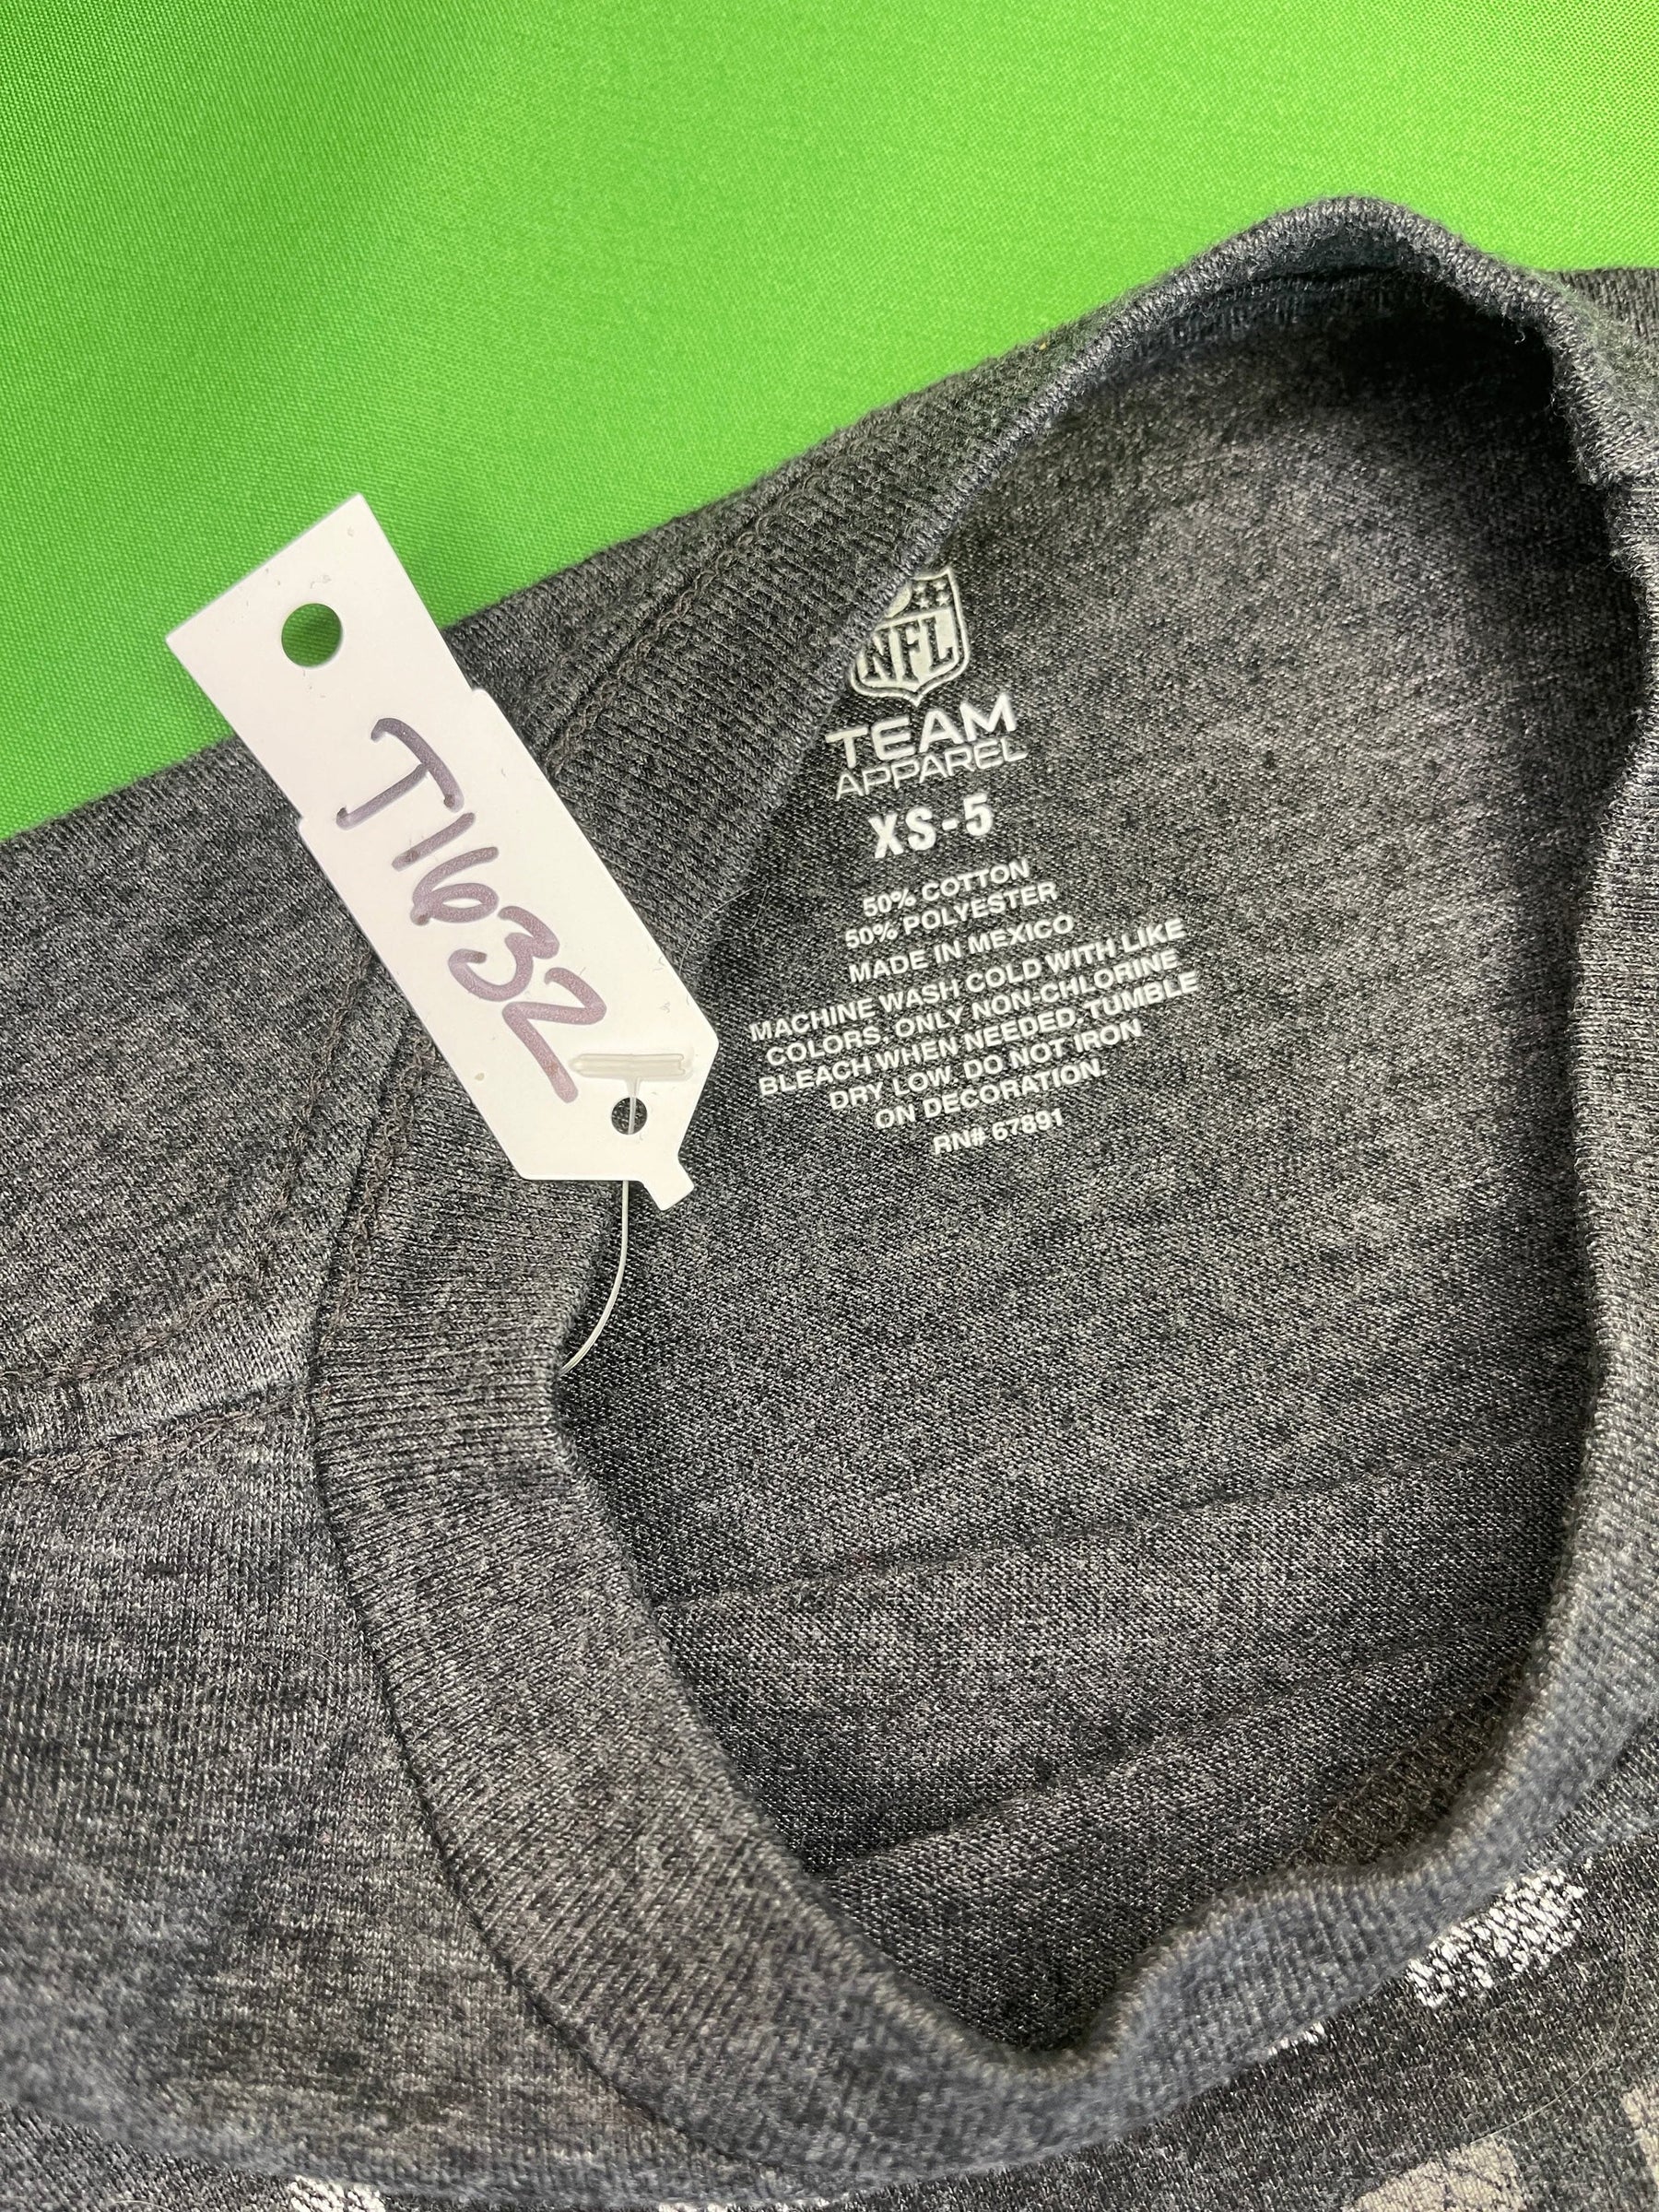 T1632
NFL
TEAM
APPAREL
XS-5
50% COTTON
50% POLYESTER
MADE IN MEXICO
MACHINE WASH COLD WITH LIKE
COLORS, ONLY NON-CHLORINE
BLEACH WHEN NEEDED, TUMBLE
DRY LOW. DO NOT IRON
ON DECORATION.
RN# 67891